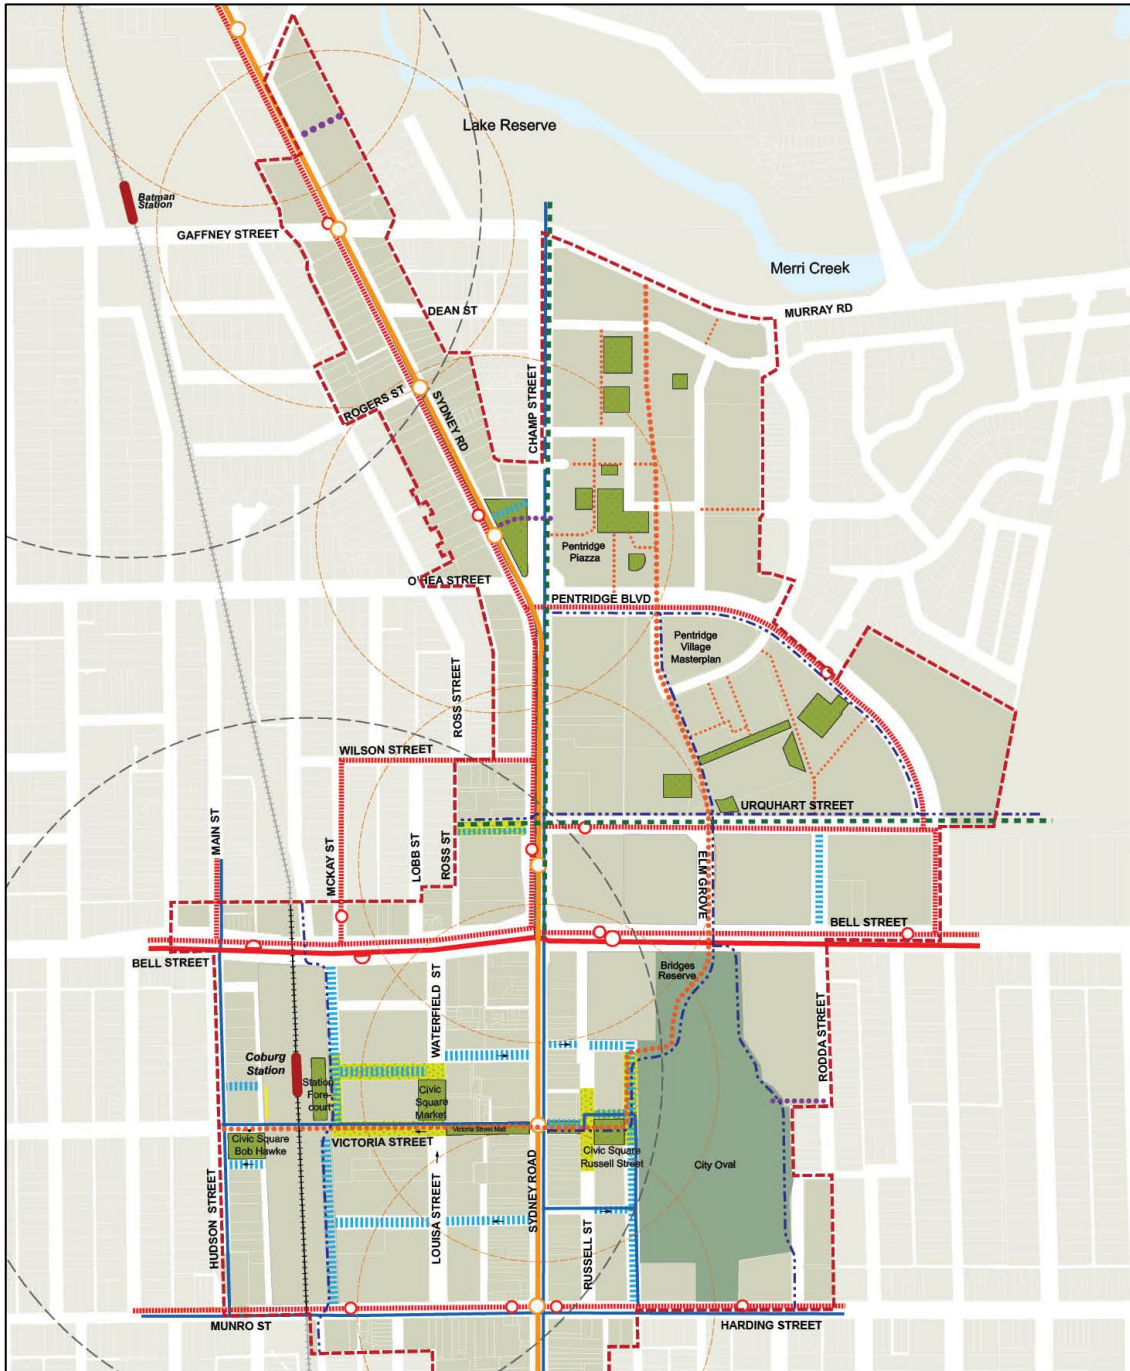 Lake Reserve
Batman
Station
GAFFNEY STREET
Merri Creek
MURRAY RD
DEAN ST
ROGERS ST
SYDNEY RD
CHAMP STREET
Pentridge
Piazza
O'HEA STREET
PENTRIDGE BLVD
Pentridge
Village
Masterplan
ROSS STREET
WILSON STREET
URQUHART STREET
MAIN ST
MCKAY ST
LOBB ST
ROSS ST
ELM GROVE
BELL STREET
BELL STREET
Bridges
Reserve
WATERFIELD ST
RODDA STREET
Coburg
Station
Station
Fore-
court
Civic
Square
Market
Victoria Street Mall
VICTORIA STREET
Civic Square
Bob Hawke
Civic Square
Russell Street
City Oval
HUDSON STREET
LOUISA STREET
SYDNEY ROAD
RUSSELL ST
MUNRO ST
HARDING STREET